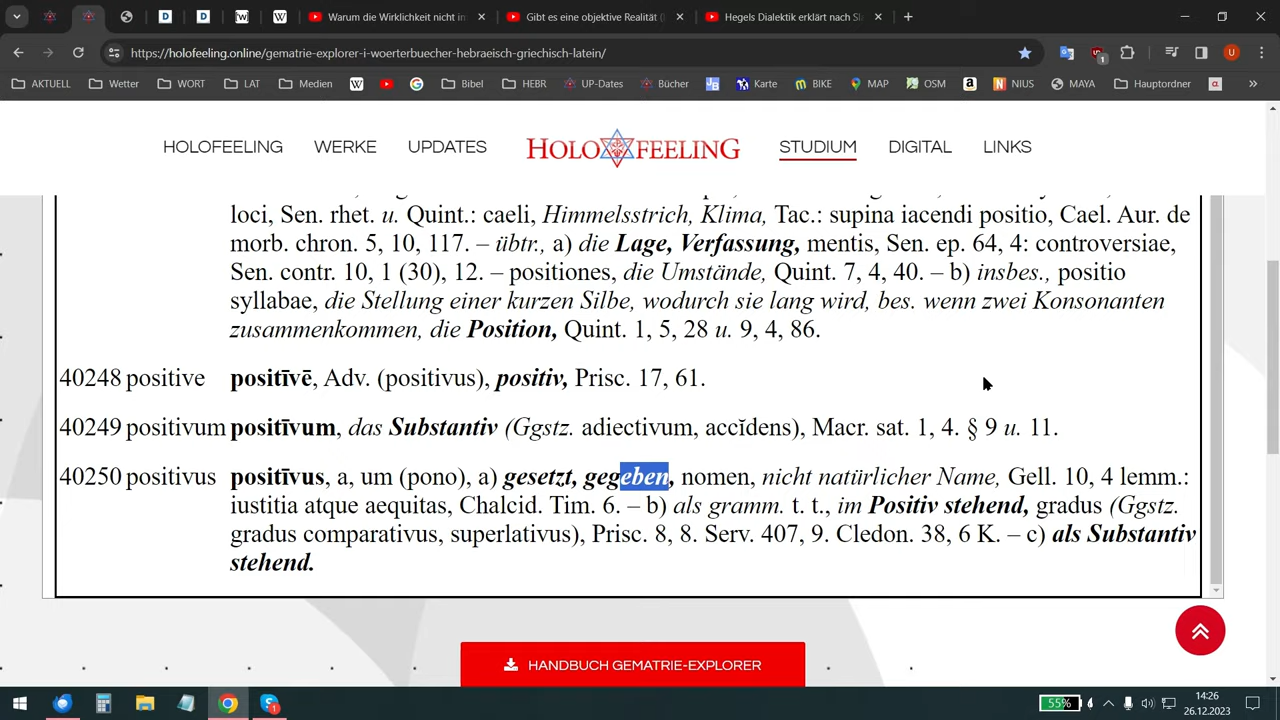 Warum die Wirklichkeit nicht in
Gibt es eine objektive Realität (
Hegels Dialektik erklärt nach Sl
https://holofeeling.online/gematrie-explorer-i-woerterbuecher-hebraeisch-griechisch-latein/
AKTUELL Wetter WORT LAT Medien Bibel HEBR UP-Dates Bücher Karte BIKE MAP OSM NIUS MAYA Hauptordner
HOLOFEELING WERKE UPDATES HOLO FEELING STUDIUM DIGITAL LINKS
loci, Sen. rhet. u. Quint.: caeli, Himmelsstrich, Klima, Tac.: supina iacendi positio, Cael. Aur. de
morb. chron. 5, 10, 117. – übtr., a) die Lage, Verfassung, mentis, Sen. ep. 64, 4: controversiae,
Sen. contr. 10, 1 (30), 12. – positiones, die Umstände, Quint. 7, 4, 40. – b) insbes., positio
syllabae, die Stellung einer kurzen Silbe, wodurch sie lang wird, bes. wenn zwei Konsonanten
zusammenkommen, die Position, Quint. 1, 5, 28 u. 9, 4, 86.
40248 positive positīvē, Adv. (positivus), positiv, Prisc. 17, 61.
40249 positivum positīvum, das Substantiv (Ggstz. adiectivum, accĭdens), Macr. sat. 1, 4. § 9 u. 11.
40250 positivus positīvus, a, um (pono), a) gesetzt, gegeben, nomen, nicht natürlicher Name, Gell. 10, 4 lemm.:
iustitia atque aequitas, Chalcid. Tim. 6. – b) als gramm. t. t., im Positiv stehend, gradus (Ggstz.
gradus comparativus, superlativus), Prisc. 8, 8. Serv. 407, 9. Cledon. 38, 6 K. – c) als Substantiv
stehend.
HANDBUCH GEMATRIE-EXPLORER
55%
14:26
26.12.2023